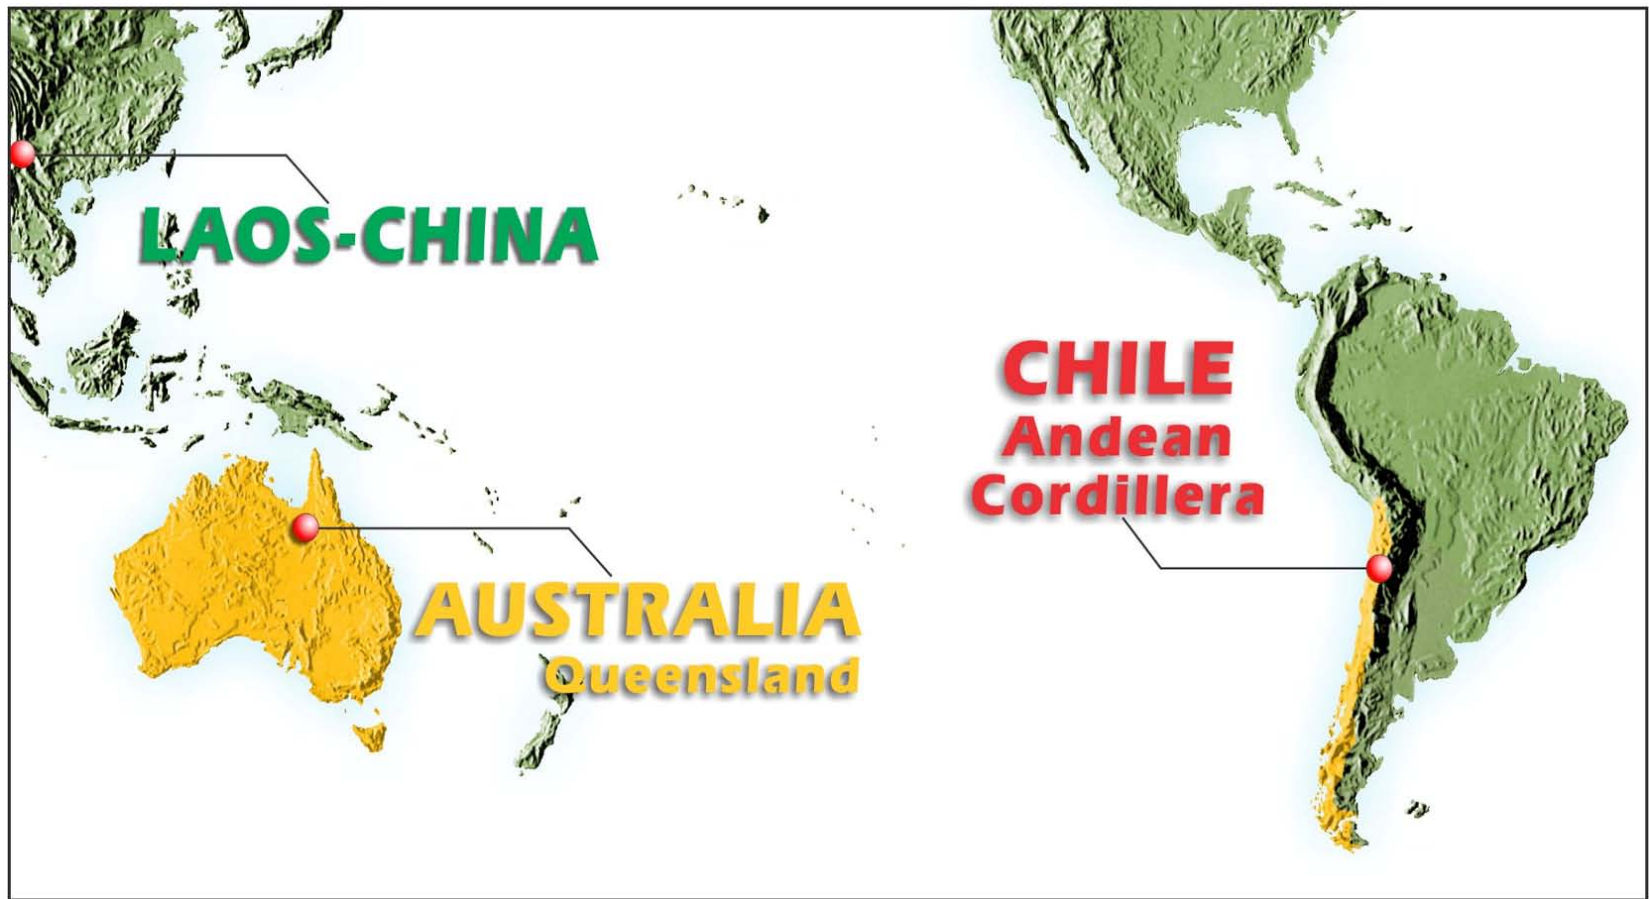 LAOS-CHINA
CHILE
Andean
Cordillera
AUSTRALIA
Queensland